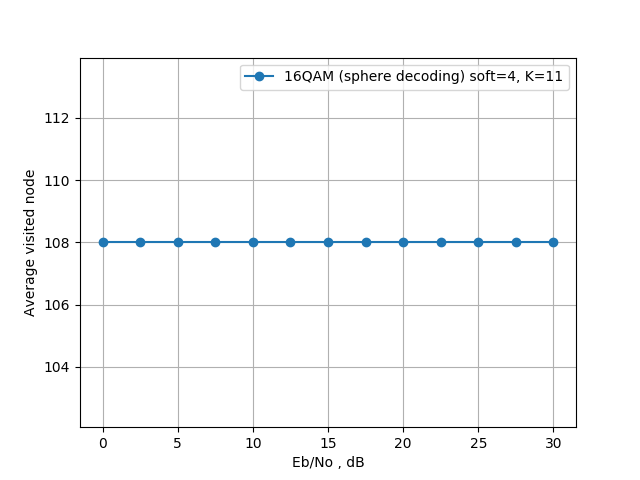 16QAM (sphere decoding) soft=4, K=11
112
110
108
106
104
Average visited node
0 5 10 15 20 25 30
Eb/No , dB